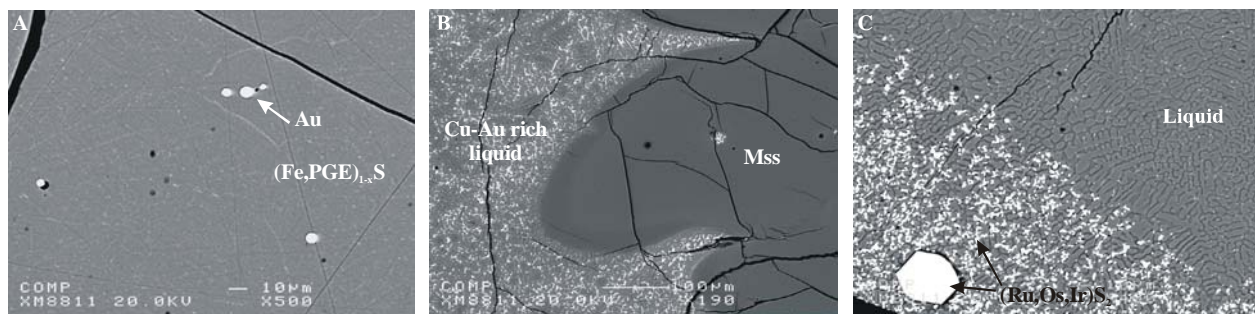 A
Au
(Fe,PGE)1-xS
COMP 10μm
XM8811 20.0KV X500
B
Cu-Au rich
liquid
Mss
COMP 100μm
XM8811 20.0KV X190
C
Liquid
(Ru,Os,Ir)S2